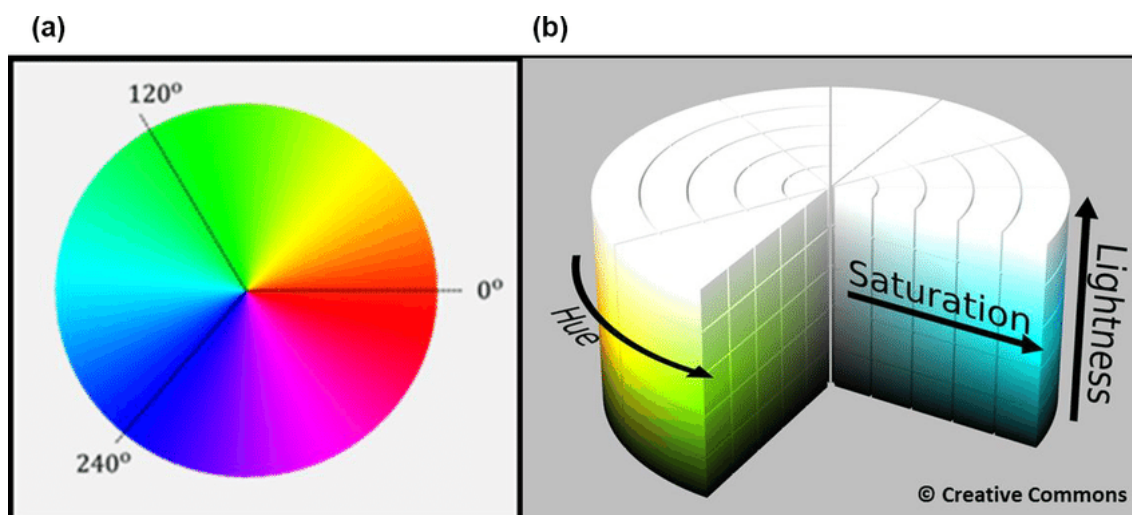 (a)
(b)
120°
0°
240°
Hue
Saturation
Lightness
© Creative Commons